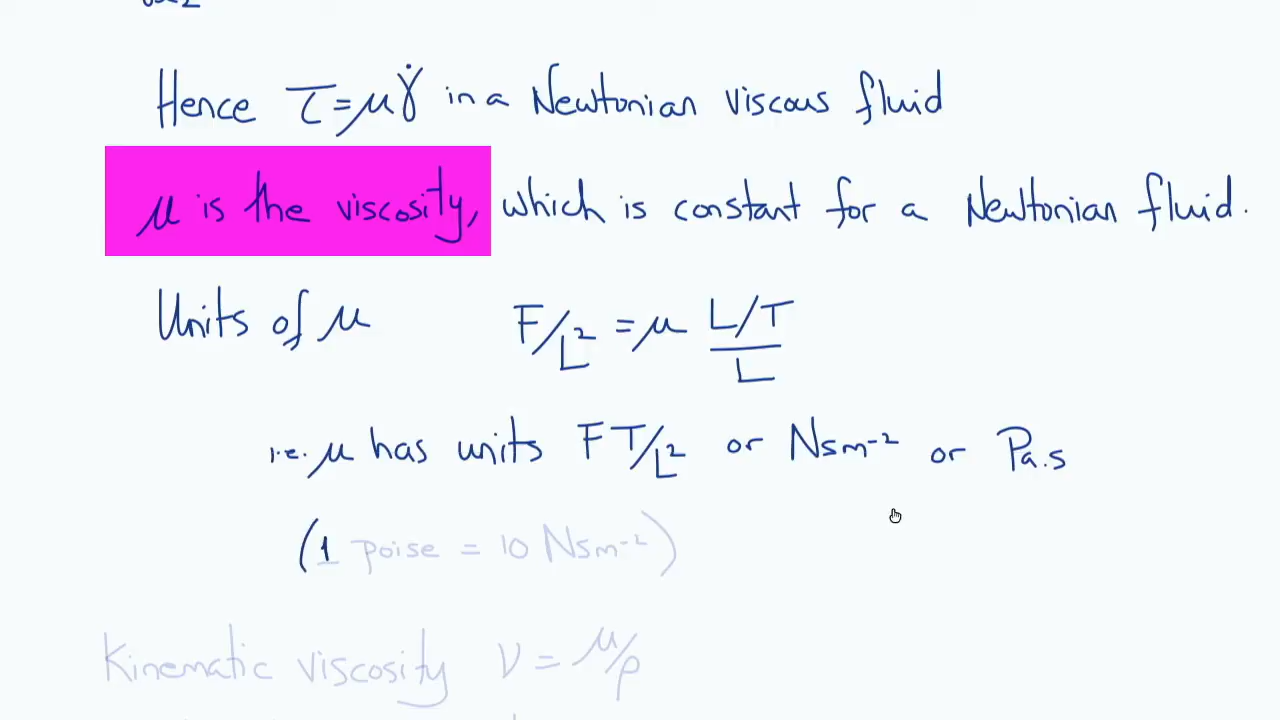 Hence τ = μγ̇ in a Newtonian viscous fluid
μ is the viscosity, which is constant for a Newtonian fluid.
Units of μ F/L² = μ (L/T)/L
i.e. μ has units FT/L² or Nsm⁻² or Pa.s
(1 poise = 10 Nsm⁻²)
Kinematic viscosity ν = μ/ρ